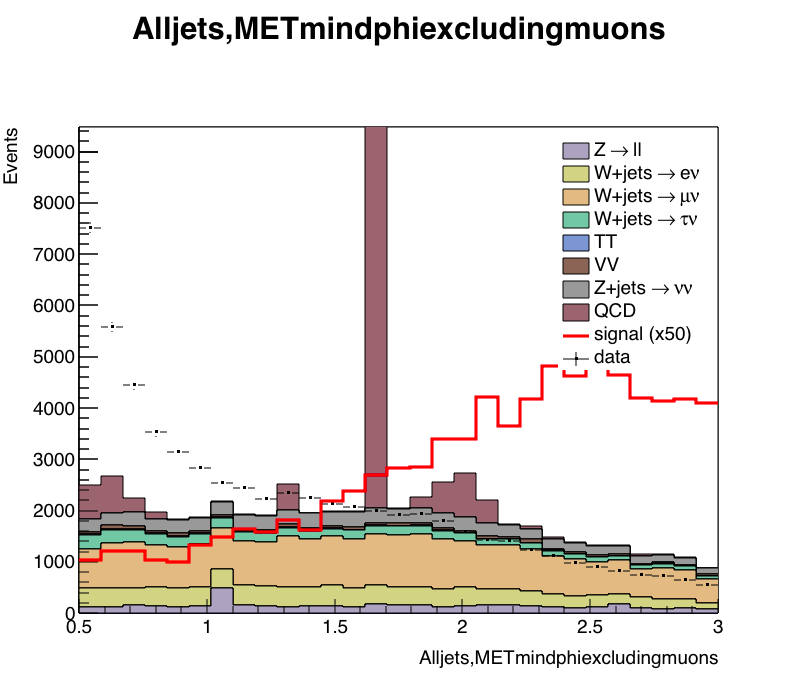 Alljets,METmindphiexcludingmuons
Events
9000
8000
7000
6000
5000
4000
3000
2000
1000
0
0.5
1
1.5
2
2.5
3
Z → ll
W+jets → eν
W+jets → μν
W+jets → τν
TT
VV
Z+jets → νν
QCD
signal (x50)
data
Alljets,METmindphiexcludingmuons